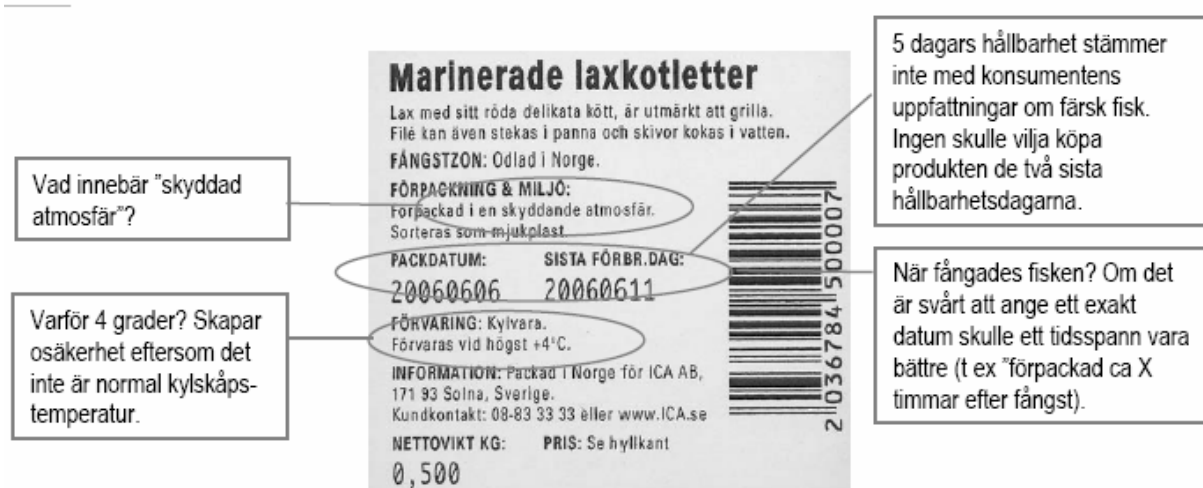 Marinerade laxkotletter
Lax med sitt röda delikata kött, är utmärkt att grilla.
Filé kan även stekas i panna och skivor kokas i vatten.
FÅNGSTZON: Odlad i Norge.
FÖRPACKNING & MILJÖ:
Förpackad i en skyddande atmosfär.
Sorteras som mjukplast.
PACKDATUM: SISTA FÖRBR.DAG:
20060606 20060611
FÖRVARING: Kylvara.
Förvaras vid högst +4°C.
INFORMATION: Packad i Norge för ICA AB,
171 93 Solna, Sverige.
Kundkontakt: 08-83 33 33 eller www.ICA.se
NETTOVIKT KG: PRIS: Se hyllkant
0,500
2 036784 500007
Vad innebär ”skyddad
atmosfär”?
Varför 4 grader? Skapar
osäkerhet eftersom det
inte är normal kylskåps-
temperatur.
5 dagars hållbarhet stämmer
inte med konsumentens
uppfattningar om färsk fisk.
Ingen skulle vilja köpa
produkten de två sista
hållbarhetsdagarna.
När fångades fisken? Om det
är svårt att ange ett exakt
datum skulle ett tidsspann vara
bättre (t ex ”förpackad ca X
timmar efter fångst).